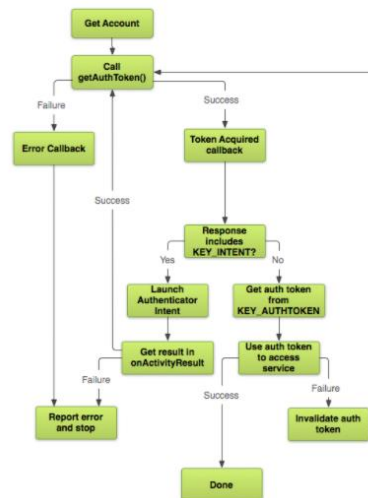 Get Account
Call
getAuthToken()
Failure
Success
Error Callback
Token Acquired
callback
Success
Response
includes
KEY_INTENT?
Yes
No
Launch
Authenticator
Intent
Get auth token
from
KEY_AUTHTOKEN
Get result in
onActivityResult
Use auth token
to access
service
Failure
Success
Failure
Report error
and stop
Invalidate auth
token
Done